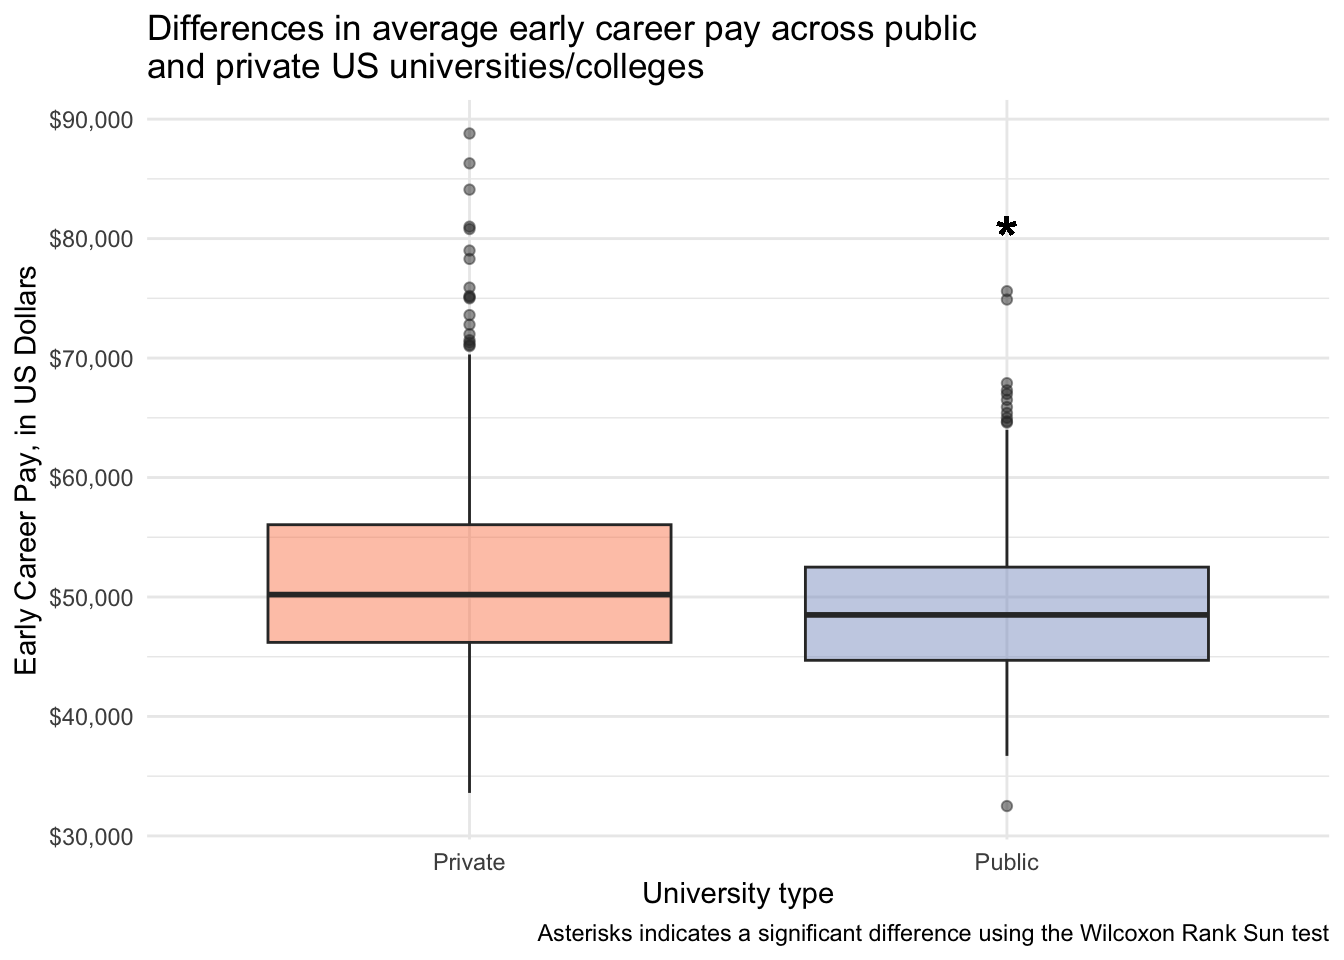 Differences in average early career pay across public
and private US universities/colleges
Early Career Pay, in US Dollars
$90,000
$80,000
$70,000
$60,000
$50,000
$40,000
$30,000
*
Private
Public
University type
Asterisks indicates a significant difference using the Wilcoxon Rank Sun test